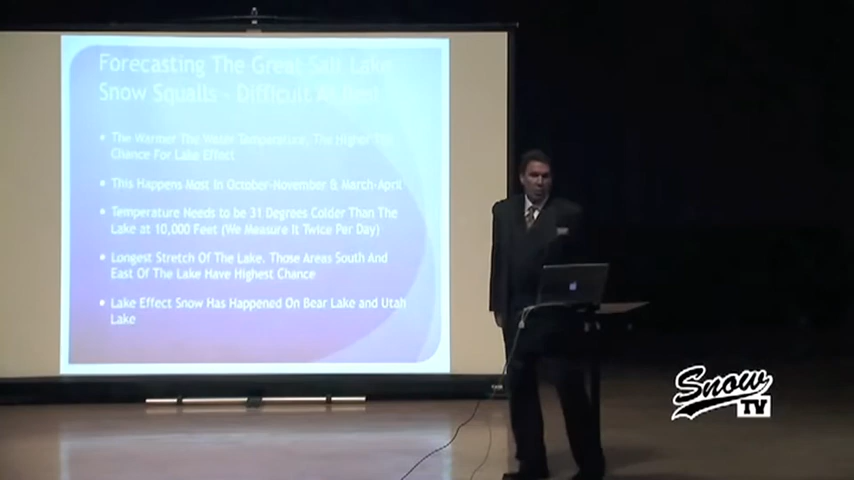 Forecasting The Great Salt Lake
Snow Squalls - Difficult At Best
• The Warmer The Water Temperature, The Higher The
Chance For Lake Effect
• This Happens Most In October-November & March-April
• Temperature Needs to be 31 Degrees Colder Than The
Lake at 10,000 Feet (We Measure It Twice Per Day)
• Longest Stretch Of The Lake. Those Areas South And
East Of The Lake Have Highest Chance
• Lake Effect Snow Has Happened On Bear Lake and Utah
Lake
Snow
TV